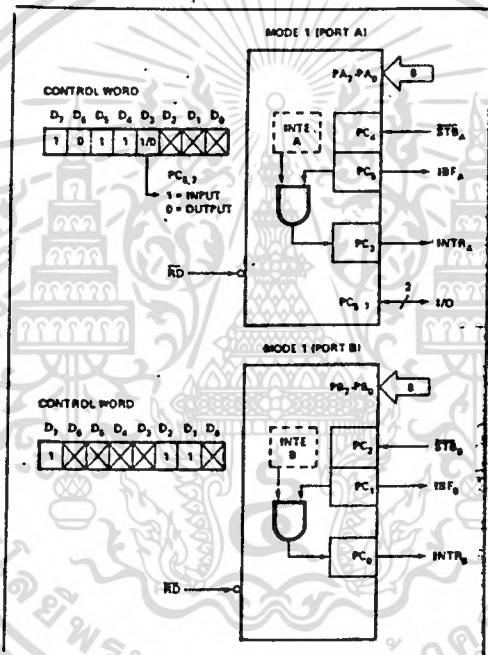 MODE 1 (PORT A)
PA7-PA0
8
CONTROL WORD
D7 D6 D5 D4 D3 D2 D1 D0
1 0 1 1 1/0
PC6,7
1 = INPUT
0 = OUTPUT
INTE
A
PC4
STBA
PC5
IBFA
PC3
INTRA
RD
PC6,7
2
I/O
MODE 1 (PORT B)
PB7-PB0
8
CONTROL WORD
D7 D6 D5 D4 D3 D2 D1 D0
1 1 1
INTE
B
PC2
STBB
PC1
IBFB
PC0
INTRB
RD